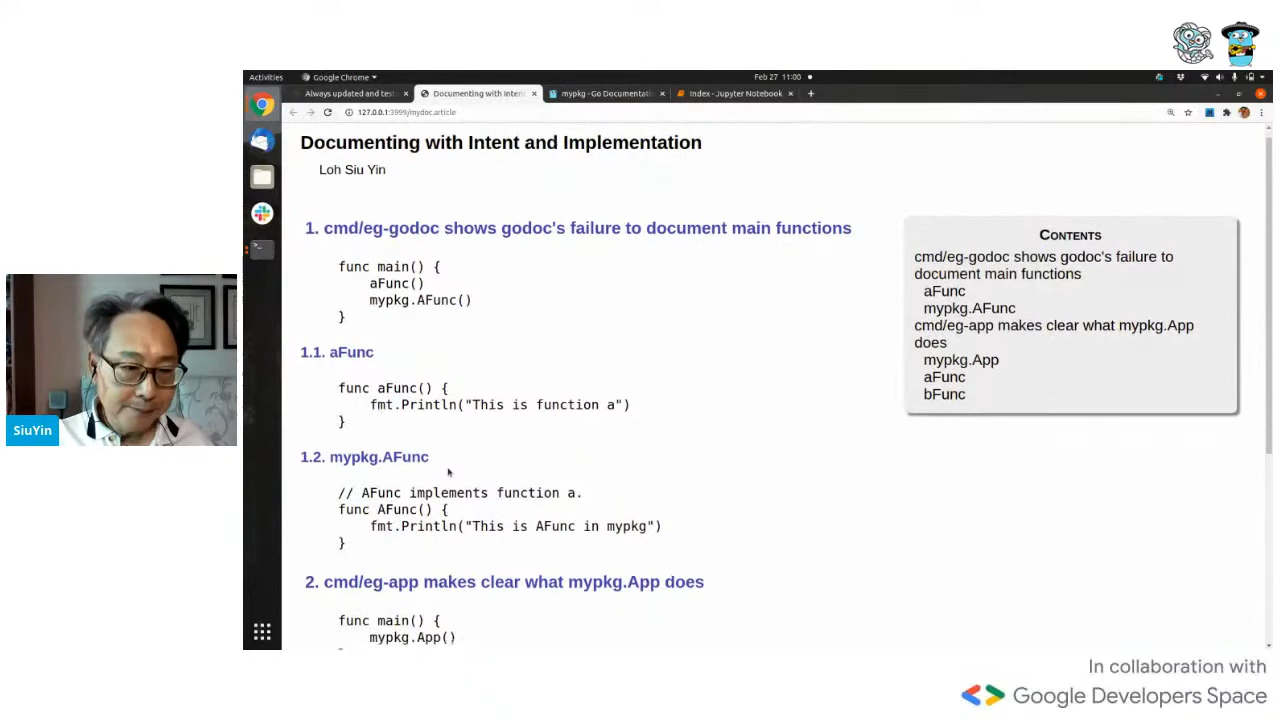 Activities
Google Chrome
Feb 27 11:00
Always updated and test
Documenting with Intent
mypkg - Go Documentati
Index - Jupyter Notebook
127.0.0.1:3999/mydoc.article
Documenting with Intent and Implementation
Loh Siu Yin
1. cmd/eg-godoc shows godoc's failure to document main functions
func main() {
aFunc()
mypkg.AFunc()
}
1.1. aFunc
func aFunc() {
fmt.Println("This is function a")
}
1.2. mypkg.AFunc
// AFunc implements function a.
func AFunc() {
fmt.Println("This is AFunc in mypkg")
}
2. cmd/eg-app makes clear what mypkg.App does
func main() {
mypkg.App()
Contents
cmd/eg-godoc shows godoc's failure to
document main functions
aFunc
mypkg.AFunc
cmd/eg-app makes clear what mypkg.App
does
mypkg.App
aFunc
bFunc
SiuYin
In collaboration with
Google Developers Space